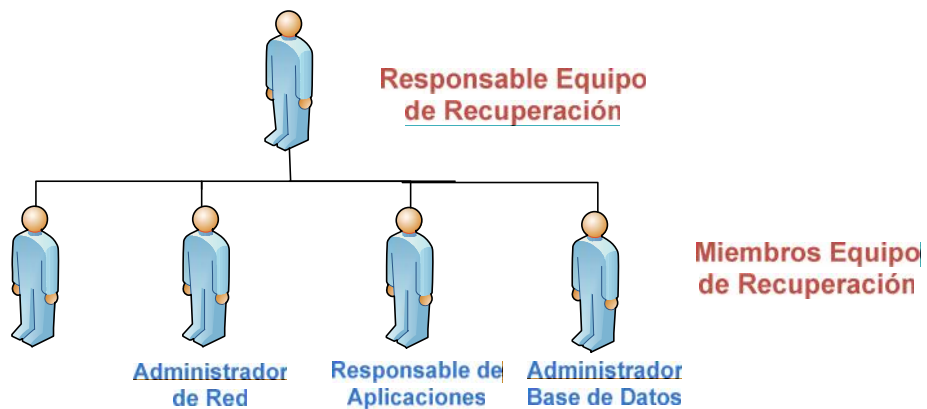 Responsable Equipo
de Recuperación
Miembros Equipo
de Recuperación
Administrador
de Red
Responsable de
Aplicaciones
Administrador
Base de Datos